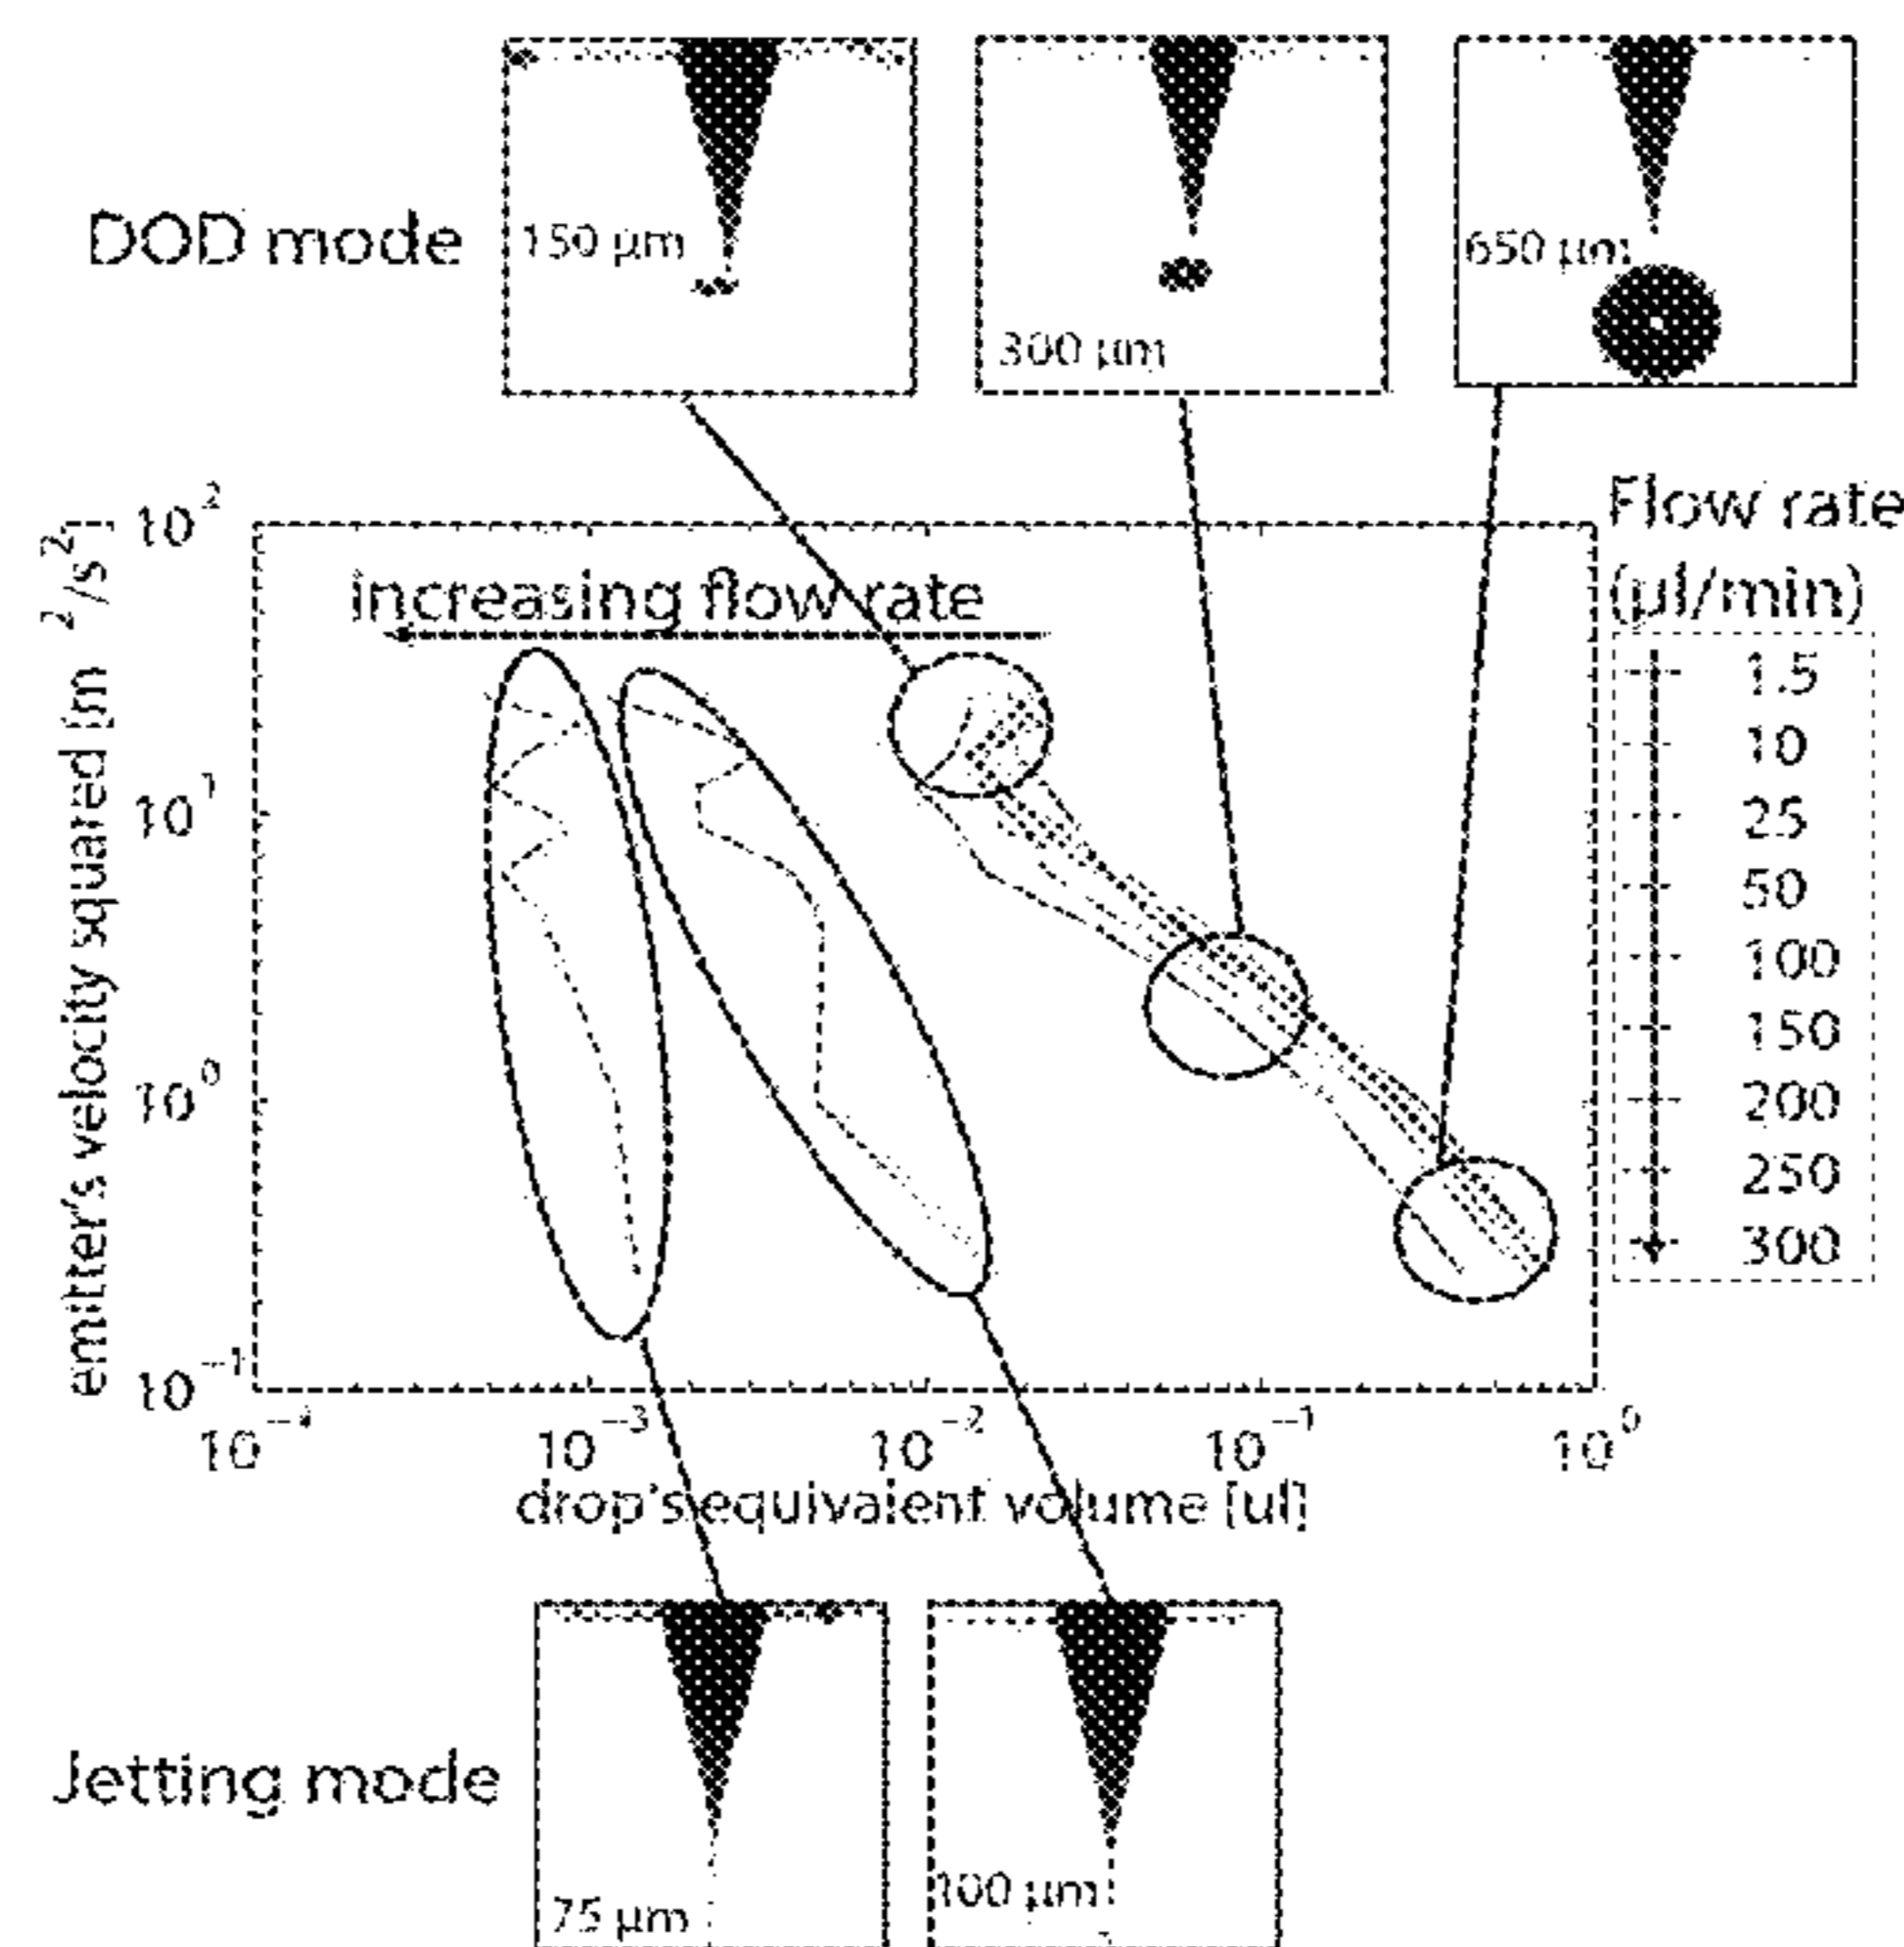 DOD mode
150 µm
300 µm
650 µm
Flow rate
(µl/min)
1.5
10
25
50
100
150
200
250
300
emitter's velocity squared [m²/s²]
10²
10¹
10⁰
10⁻¹
increasing flow rate
10⁻⁴
10⁻³
10⁻²
10⁻¹
10⁰
drop's equivalent volume [ul]
Jetting mode
75 µm
100 µm